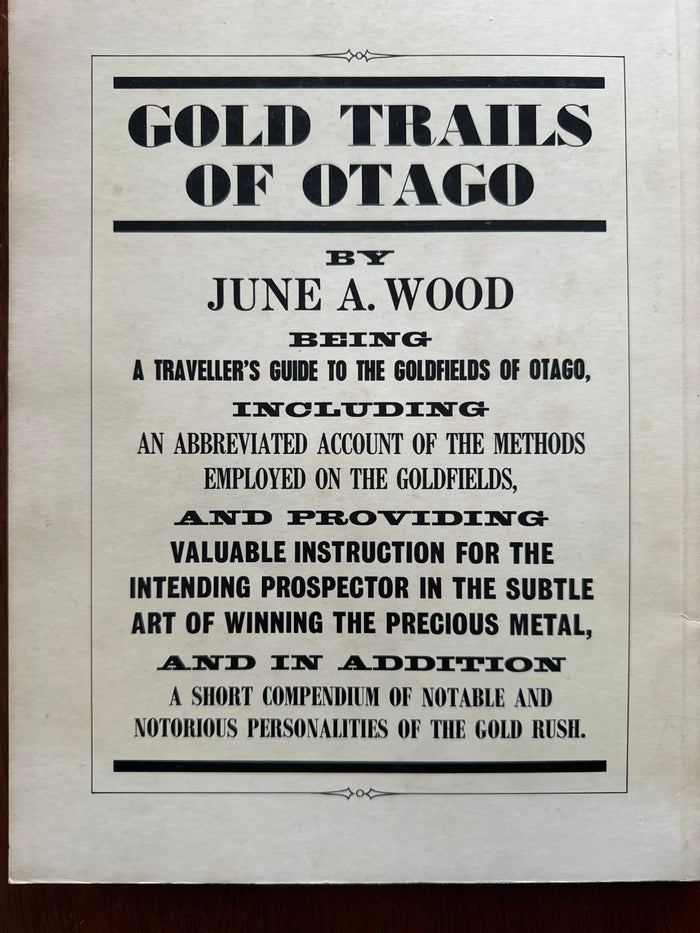 GOLD TRAILS
OF OTAGO
BY
JUNE A. WOOD
BEING
A TRAVELLER'S GUIDE TO THE GOLDFIELDS OF OTAGO,
INCLUDING
AN ABBREVIATED ACCOUNT OF THE METHODS
EMPLOYED ON THE GOLDFIELDS,
AND PROVIDING
VALUABLE INSTRUCTION FOR THE
INTENDING PROSPECTOR IN THE SUBTLE
ART OF WINNING THE PRECIOUS METAL,
AND IN ADDITION
A SHORT COMPENDIUM OF NOTABLE AND
NOTORIOUS PERSONALITIES OF THE GOLD RUSH.